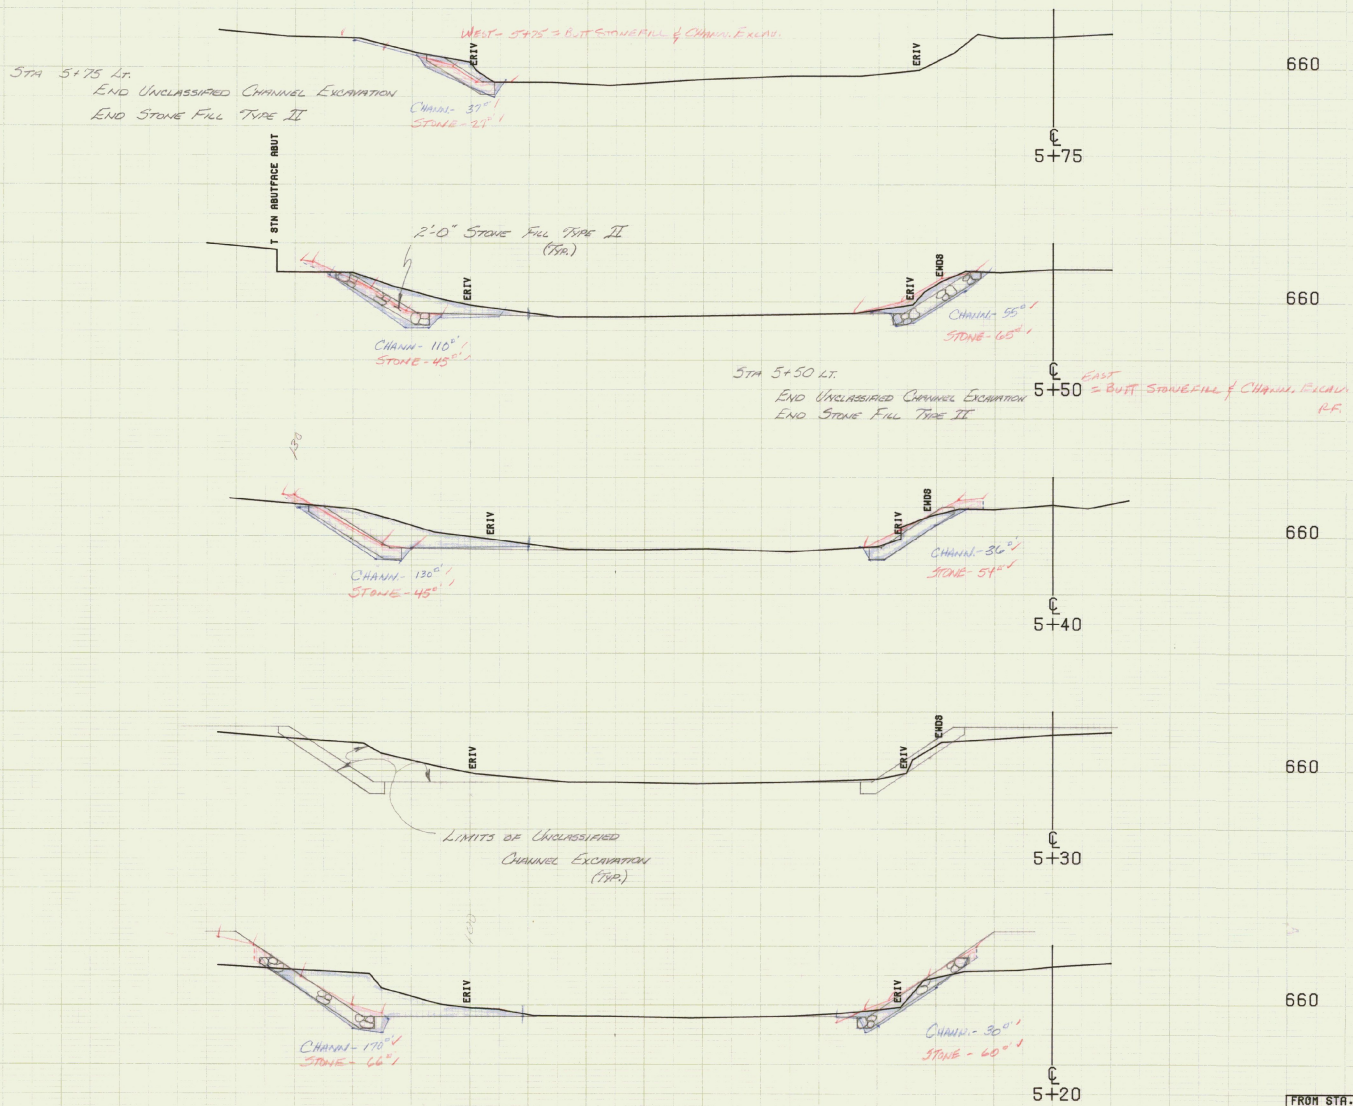 WEST - 5+75 = BUTT STONEFILL & CHANN. EXCAV.
ERIV
ERIV
660
STA 5+75 LT.
END UNCLASSIFIED CHANNEL EXCAVATION
END STONE FILL TYPE II
CHANN- 37
STONE-27
5+75
T STN ABUTFACE ABUT
2'-0" STONE FILL TYPE II
(TYP.)
ERIV
ERIV
EWDS
660
CHANN- 110
STONE-45
CHANN- 55
STONE-65
STA 5+50 LT.
END UNCLASSIFIED CHANNEL EXCAVATION
END STONE FILL TYPE II
5+50
EAST
= BUTT STONEFILL & CHANN. EXCAV.
130
ERIV
ERIV
EWDS
660
CHANN- 130
STONE-45
CHANN-36
STONE-54
5+40
ERIV
ERIV
EWDS
660
LIMITS OF UNCLASSIFIED
CHANNEL EXCAVATION
(TYP.)
5+30
ERIV
ERIV
660
CHANN-170
STONE-66
CHANN.-30
STONE-60
5+20
FROM STA.